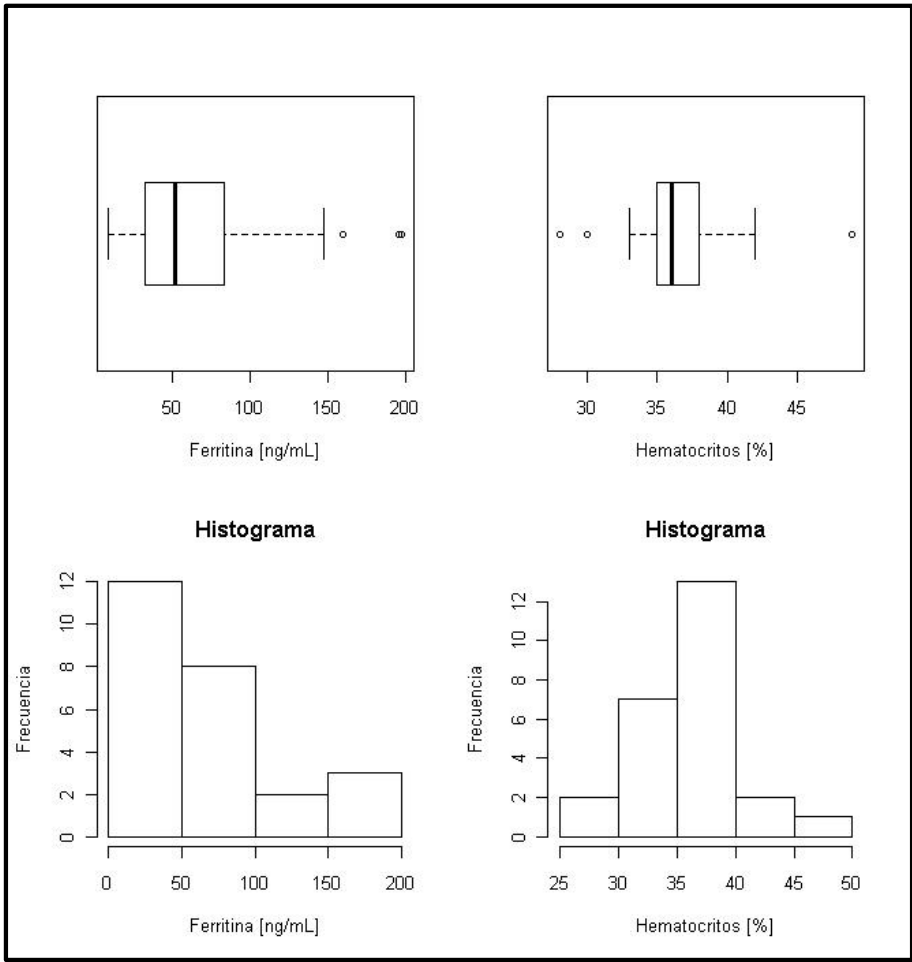 50 100 150 200
Ferritina [ng/mL]
30 35 40 45
Hematocritos [%]
Histograma
0 2 4 6 8 10 12
Frecuencia
0 50 100 150 200
Ferritina [ng/mL]
Histograma
0 2 4 6 8 10 12
Frecuencia
25 30 35 40 45 50
Hematocritos [%]